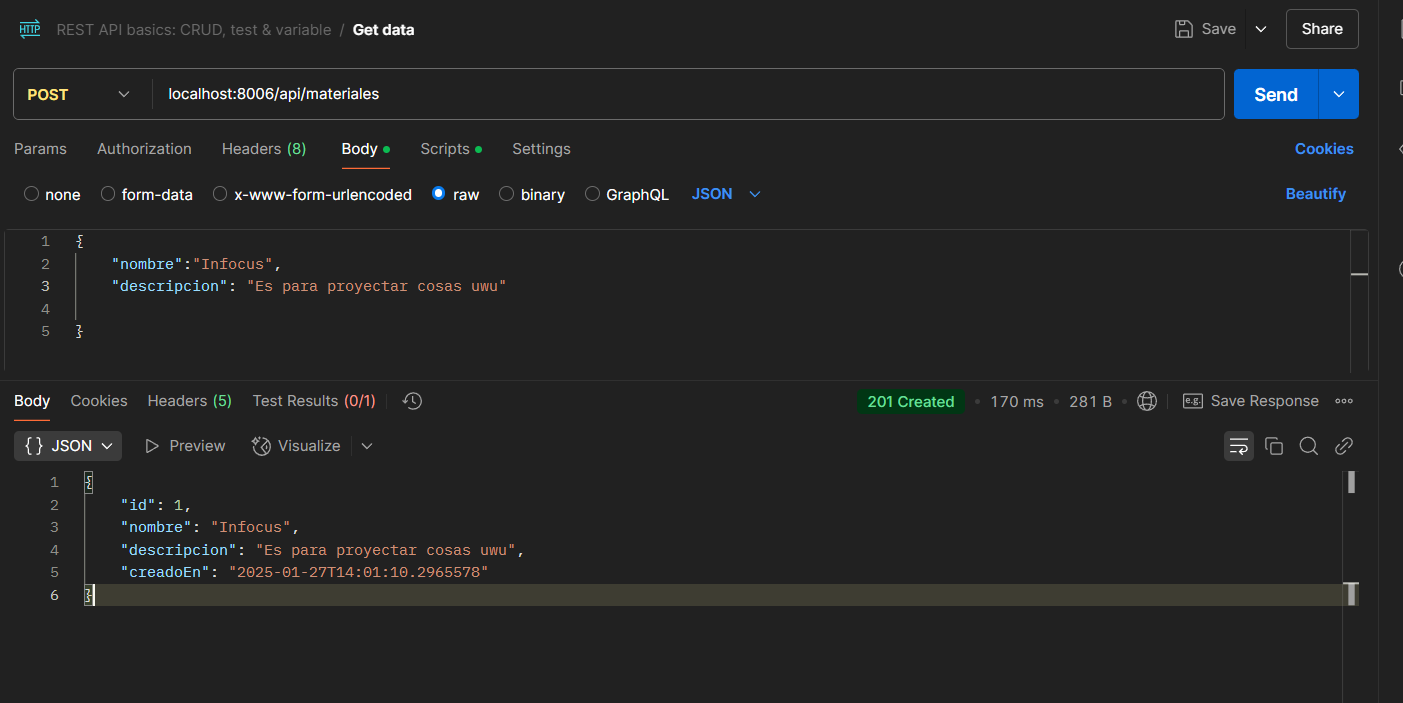 HTTP REST API basics: CRUD, test & variable / Get data Save Share
POST localhost:8006/api/materiales Send
Params Authorization Headers (8) Body Scripts Settings Cookies
none form-data x-www-form-urlencoded raw binary GraphQL JSON Beautify
1 {
2 "nombre":"Infocus",
3 "descripcion": "Es para proyectar cosas uwu"
4
5 }
Body Cookies Headers (5) Test Results (0/1) 201 Created • 170 ms • 281 B • e.g. Save Response
{} JSON Preview Visualize
1 {
2 "id": 1,
3 "nombre": "Infocus",
4 "descripcion": "Es para proyectar cosas uwu",
5 "creadoEn": "2025-01-27T14:01:10.2965578"
6 }